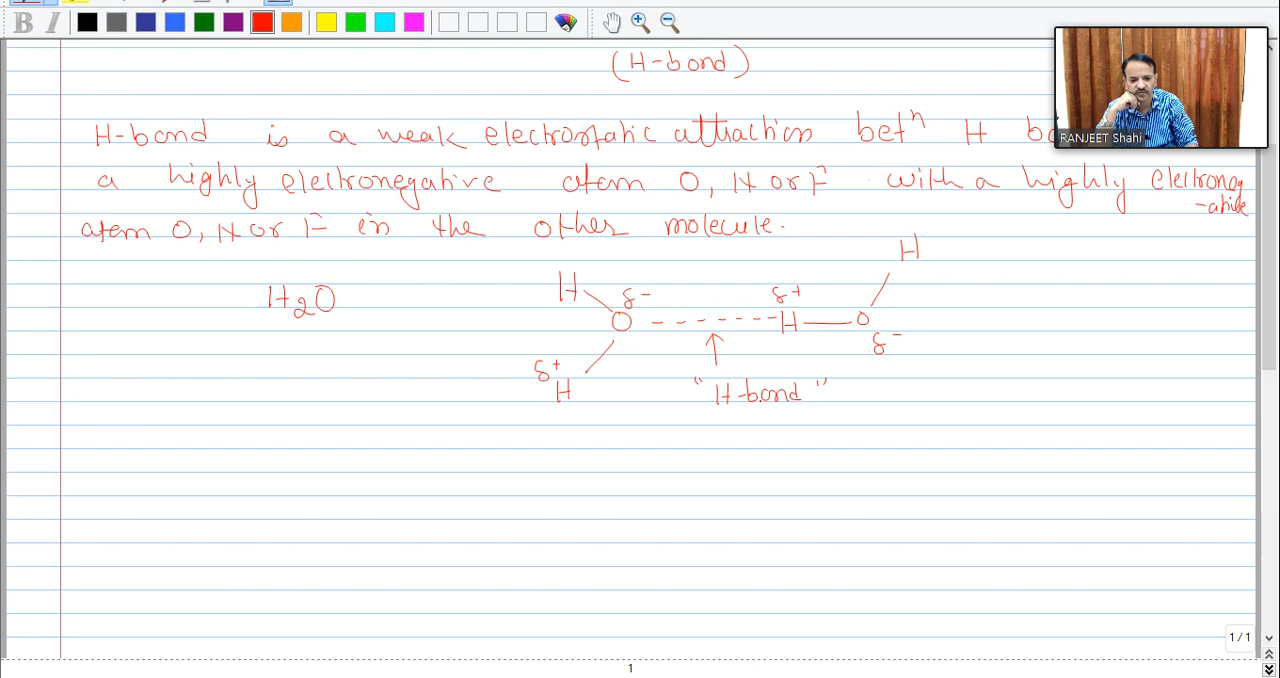 B I
(H-bond)
H-bond is a weak electrostatic attraction betⁿ H
RANJEET Shahi
a highly electronegative atom O, N or F with a highly electroneg
-ative
atom O, N or F in the other molecule.
H
H₂O
H δ- δ+
O ------- H — O
δ-
δ+
H "H-bond"
1 / 1
1